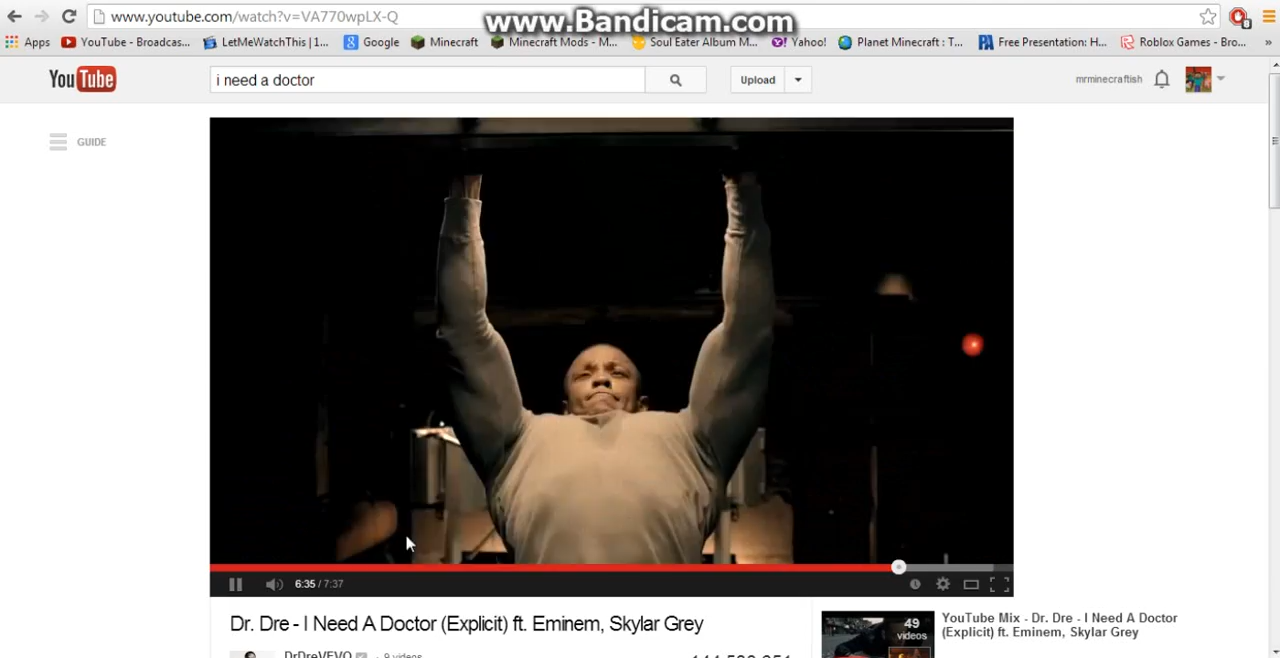 www.youtube.com/watch?v=VA770wpLX-Q
www.Bandicam.com
Apps YouTube - Broadcas... LetMeWatchThis | 1... Google Minecraft Minecraft Mods - M... Soul Eater Album M... Yahoo! Planet Minecraft : T... Free Presentation: H... Roblox Games - Bro... »
YouTube i need a doctor Upload mrminecraftish
GUIDE
6:35 / 7:37
Dr. Dre - I Need A Doctor (Explicit) ft. Eminem, Skylar Grey
DrDreVEVO 9 videos
49
videos
YouTube Mix - Dr. Dre - I Need A Doctor
(Explicit) ft. Eminem, Skylar Grey